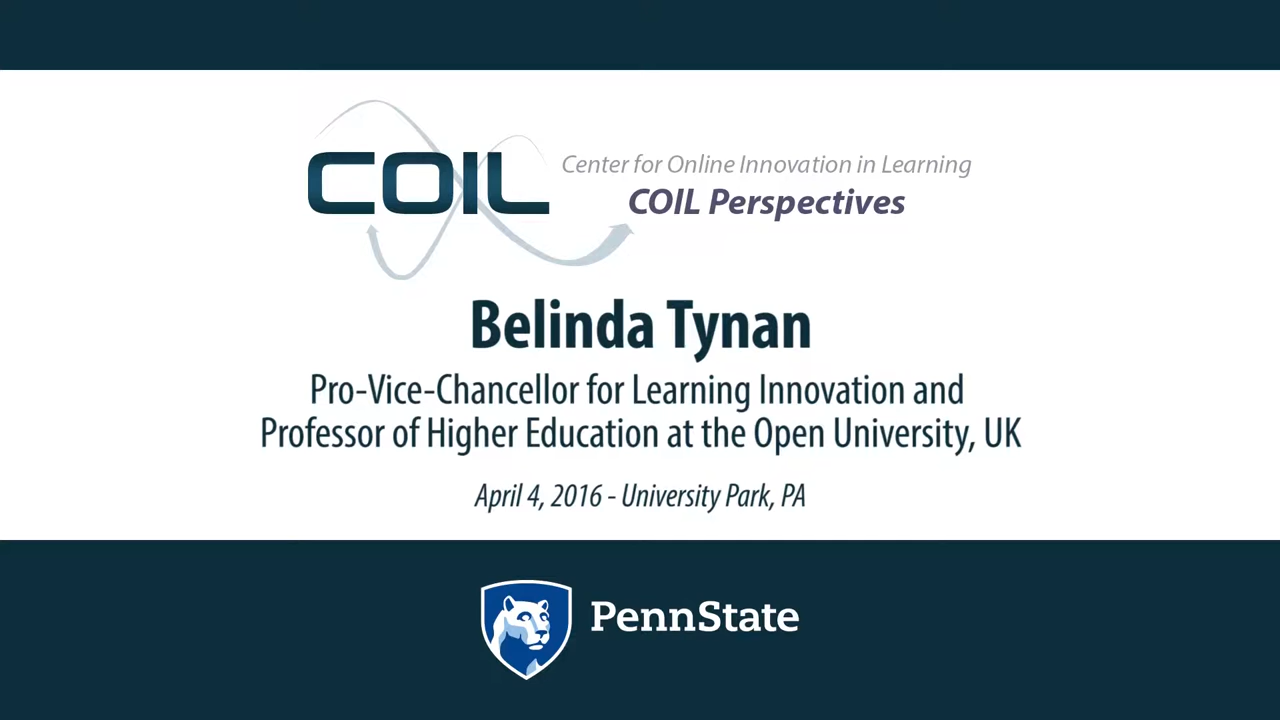 COIL
Center for Online Innovation in Learning
COIL Perspectives
Belinda Tynan
Pro-Vice-Chancellor for Learning Innovation and
Professor of Higher Education at the Open University, UK
April 4, 2016 - University Park, PA
PennState